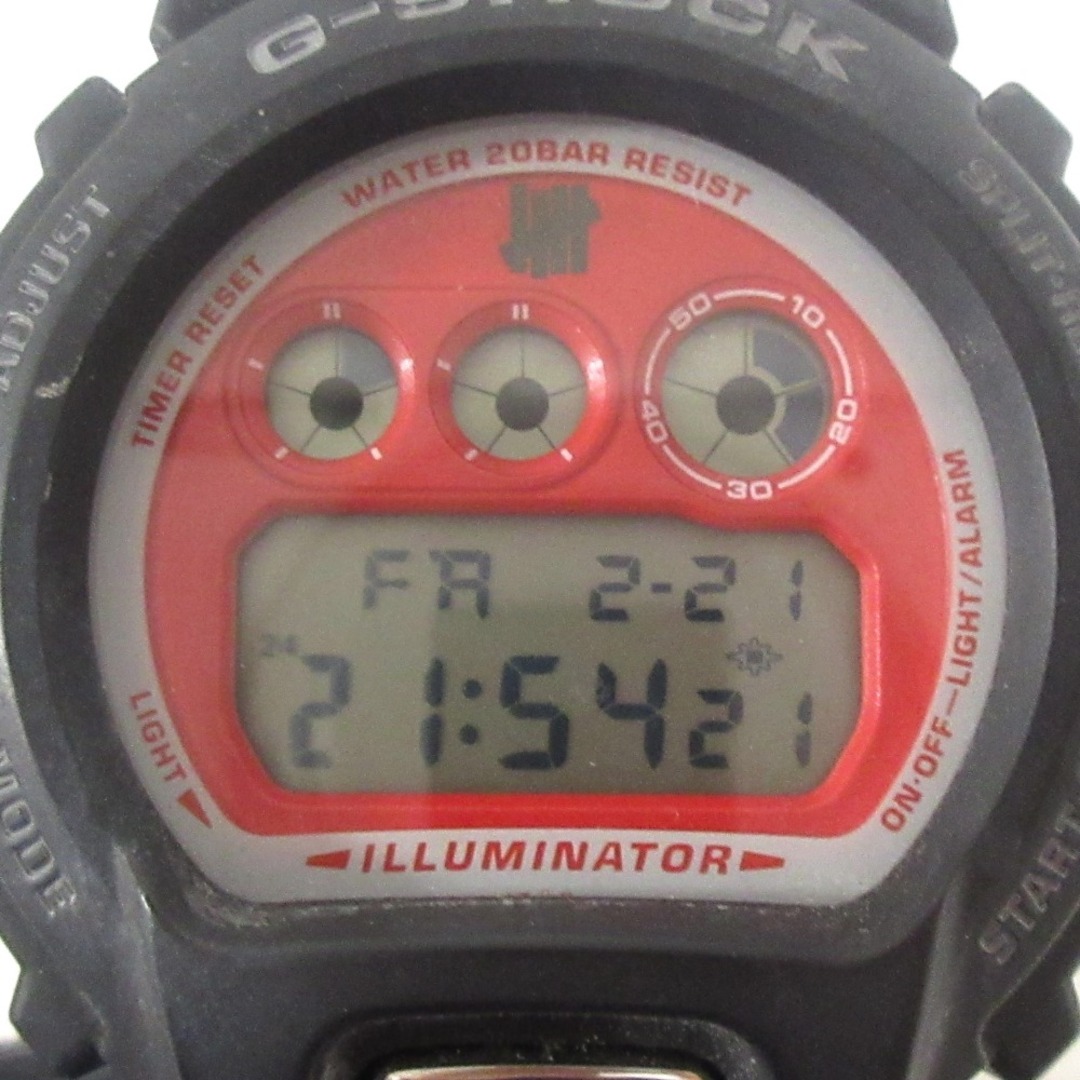 G-SHOCK
ADJUST
WATER 20BAR RESIST
TIMER RESET
50 10
40 20
30
FR 2-21
24
21:54 21
LIGHT
ON·OFF—LIGHT/ALARM
MODE
START
ILLUMINATOR